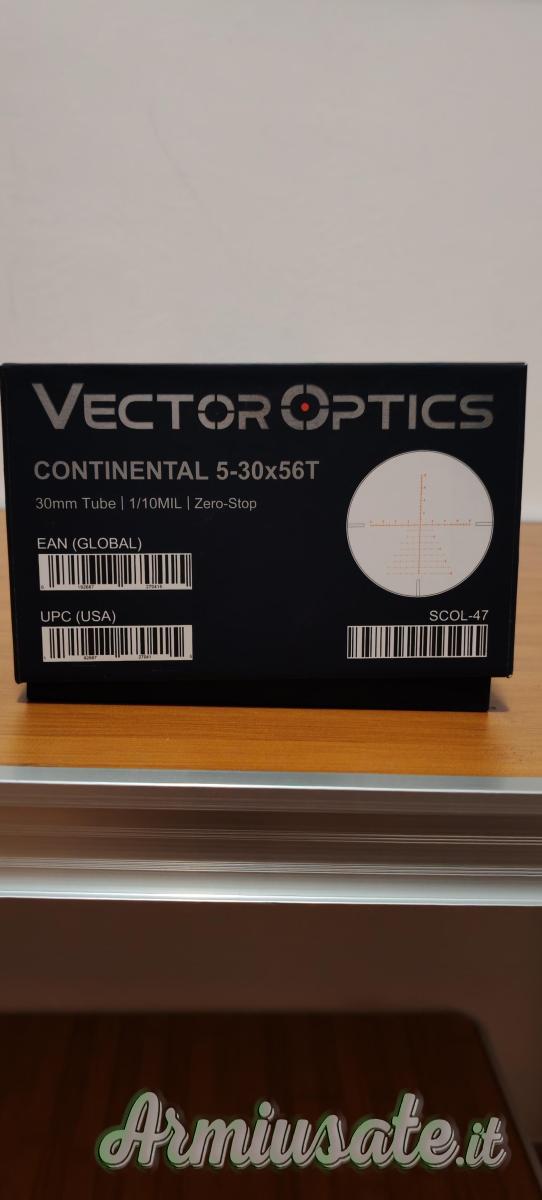 VECTOR OPTICS
CONTINENTAL 5-30x56T
30mm Tube | 1/10MIL | Zero-Stop
EAN (GLOBAL)
UPC (USA)
SCOL-47
Armiusate.it